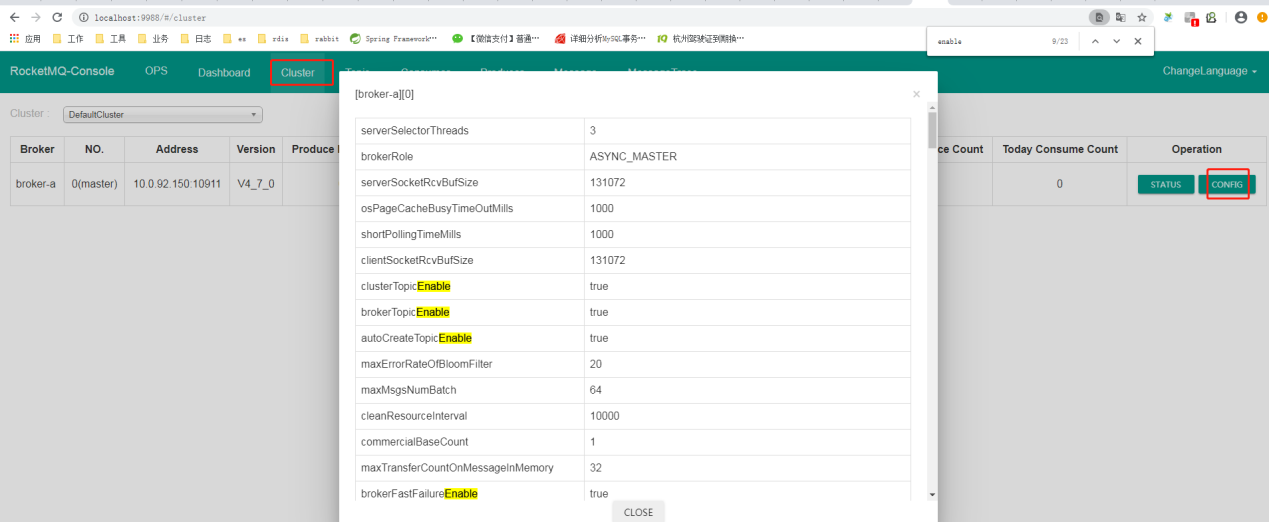 localhost:9988/#/cluster
应用 工作 工具 业务 日志 es rdis rabbit Spring Framework… 【微信支付】普通… 详细分析MySQL事务… 杭州驾驶证到期换…
enable 9/23
RocketMQ-Console OPS Dashboard Cluster ChangeLanguage
[broker-a][0] ×
Cluster : DefaultCluster
serverSelectorThreads 3
Broker NO. Address Version Produce ce Count Today Consume Count Operation
brokerRole ASYNC_MASTER
broker-a 0(master) 10.0.92.150:10911 V4_7_0 0 STATUS CONFIG
serverSocketRcvBufSize 131072
osPageCacheBusyTimeOutMills 1000
shortPollingTimeMills 1000
clientSocketRcvBufSize 131072
clusterTopicEnable true
brokerTopicEnable true
autoCreateTopicEnable true
maxErrorRateOfBloomFilter 20
maxMsgsNumBatch 64
cleanResourceInterval 10000
commercialBaseCount 1
maxTransferCountOnMessageInMemory 32
brokerFastFailureEnable true
CLOSE